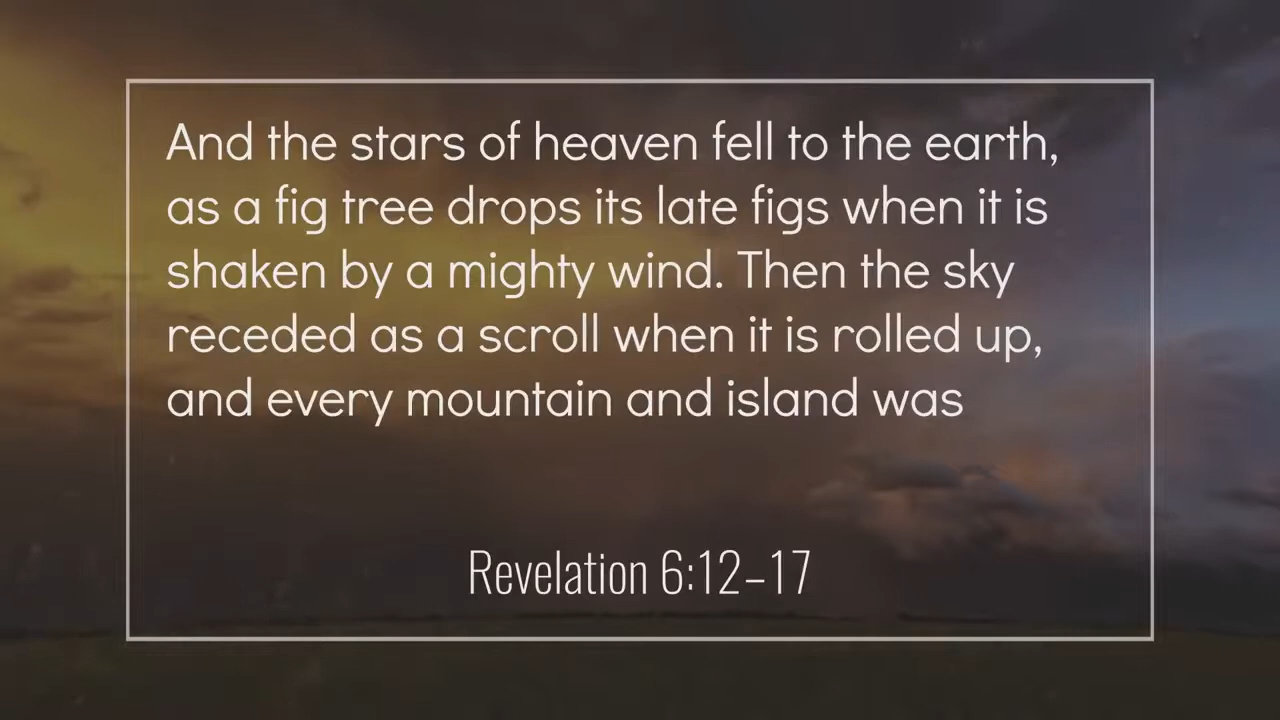 And the stars of heaven fell to the earth,
as a fig tree drops its late figs when it is
shaken by a mighty wind. Then the sky
receded as a scroll when it is rolled up,
and every mountain and island was
Revelation 6:12–17